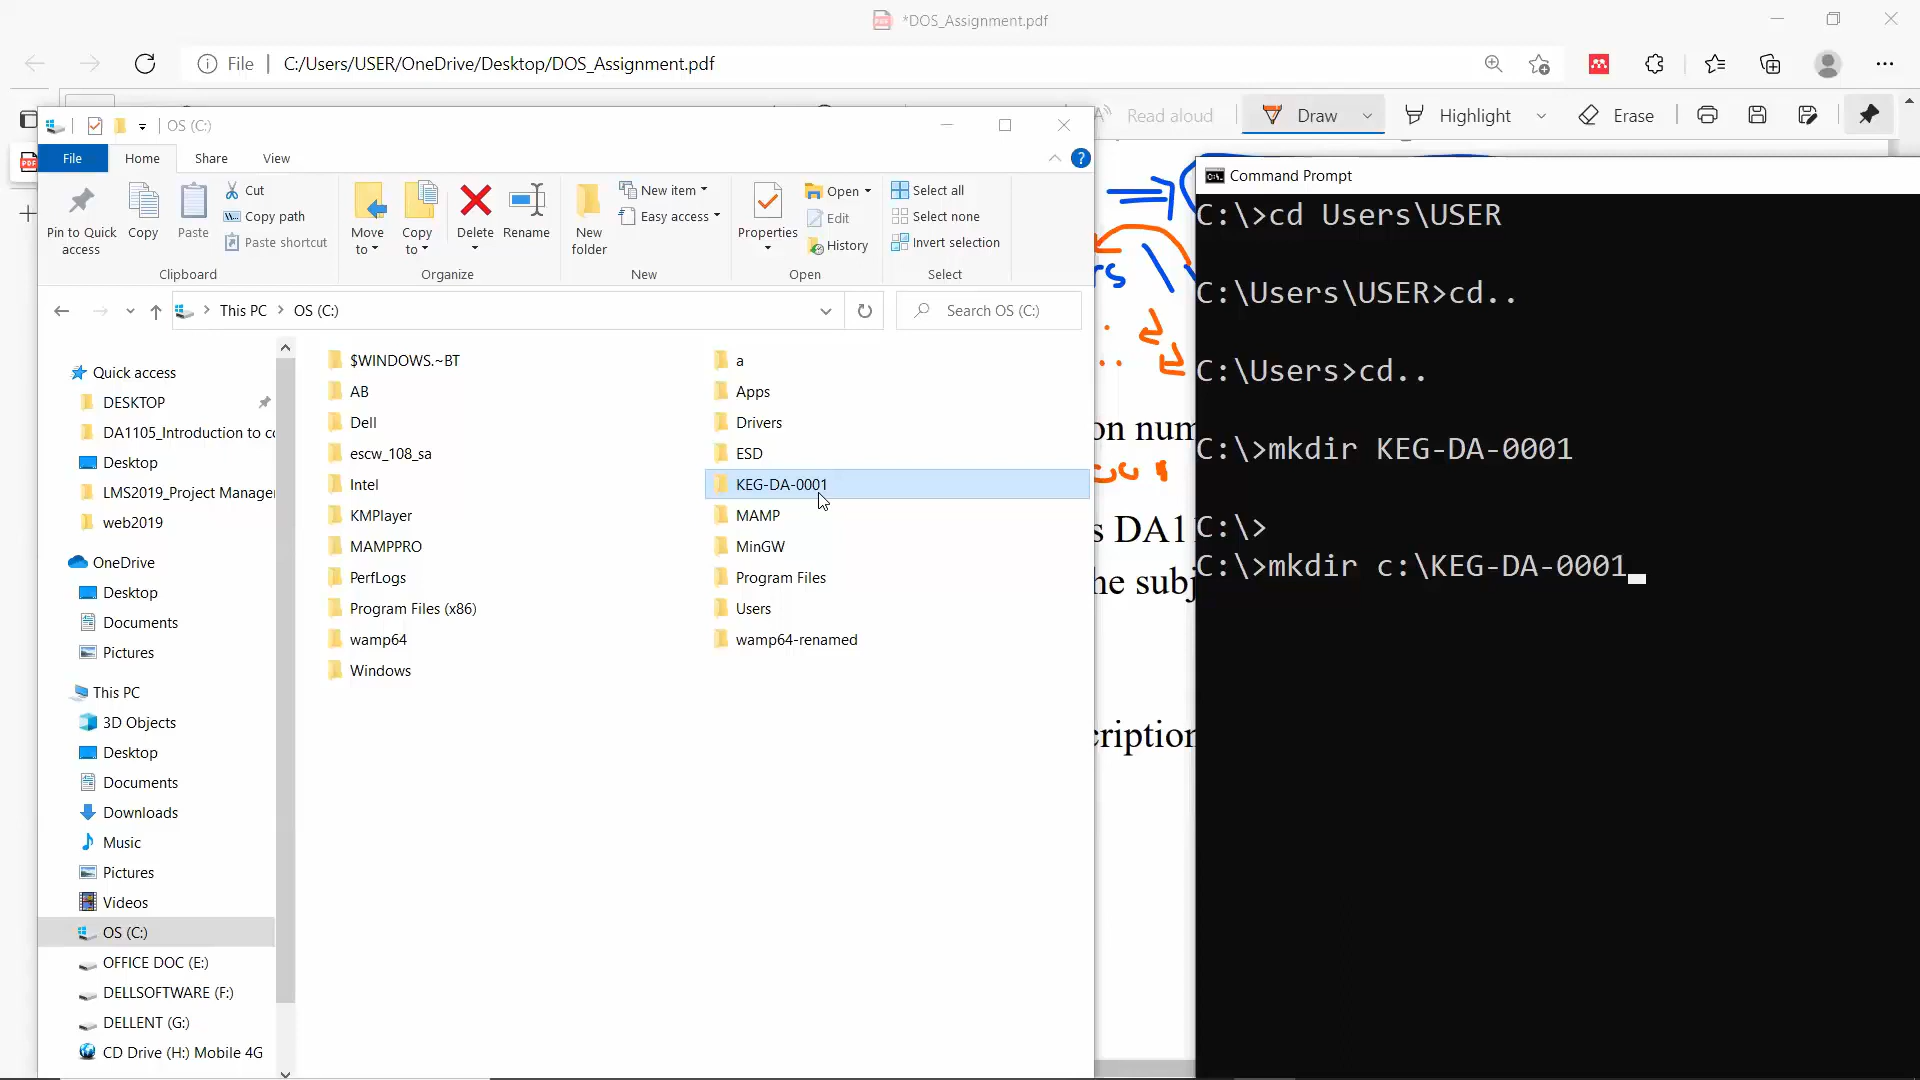 *DOS_Assignment.pdf
File
C:/Users/USER/OneDrive/Desktop/DOS_Assignment.pdf
Read aloud
Draw
Highlight
Erase
OS (C:)
File
Home
Share
View
Pin to Quick access
Copy
Paste
Cut
Copy path
Paste shortcut
Clipboard
Move to
Copy to
Delete
Rename
Organize
New folder
New item
Easy access
New
Properties
Open
Edit
History
Open
Select all
Select none
Invert selection
Select
This PC
OS (C:)
Search OS (C:)
Quick access
DESKTOP
DA1105_Introduction to co
Desktop
LMS2019_Project Manager
web2019
OneDrive
Desktop
Documents
Pictures
This PC
3D Objects
Desktop
Documents
Downloads
Music
Pictures
Videos
OS (C:)
OFFICE DOC (E:)
DELLSOFTWARE (F:)
DELLENT (G:)
CD Drive (H:) Mobile 4G
$WINDOWS.~BT
AB
Dell
escw_108_sa
Intel
KMPlayer
MAMPPRO
PerfLogs
Program Files (x86)
wamp64
Windows
a
Apps
Drivers
ESD
KEG-DA-0001
MAMP
MinGW
Program Files
Users
wamp64-renamed
on num
s DA11
he subj
cription
Command Prompt
C:\>cd Users\USER
C:\Users\USER>cd..
C:\Users>cd..
C:\>mkdir KEG-DA-0001
C:\>
C:\>mkdir c:\KEG-DA-0001